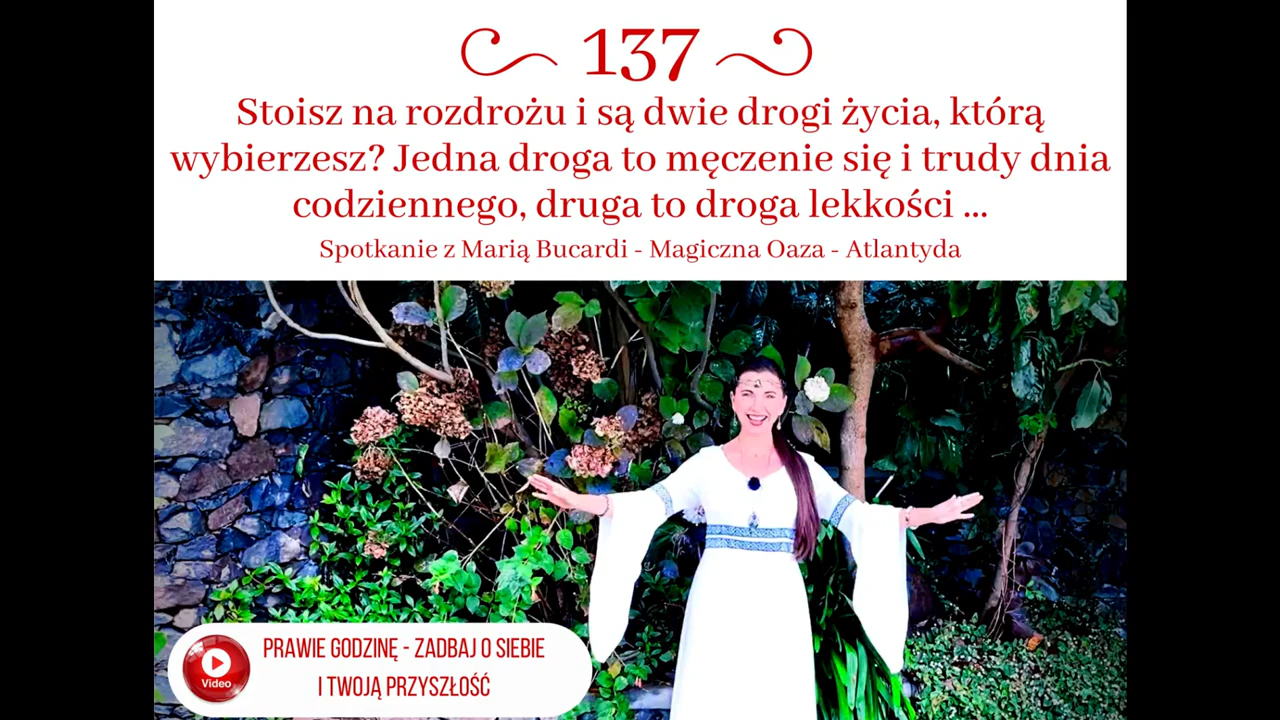 137
Stoisz na rozdrożu i są dwie drogi życia, którą
wybierzesz? Jedna droga to męczenie się i trudy dnia
codziennego, druga to droga lekkości ...
Spotkanie z Marią Bucardi - Magiczna Oaza - Atlantyda
Video
PRAWIE GODZINĘ - ZADBAJ O SIEBIE
I TWOJĄ PRZYSZŁOŚĆ